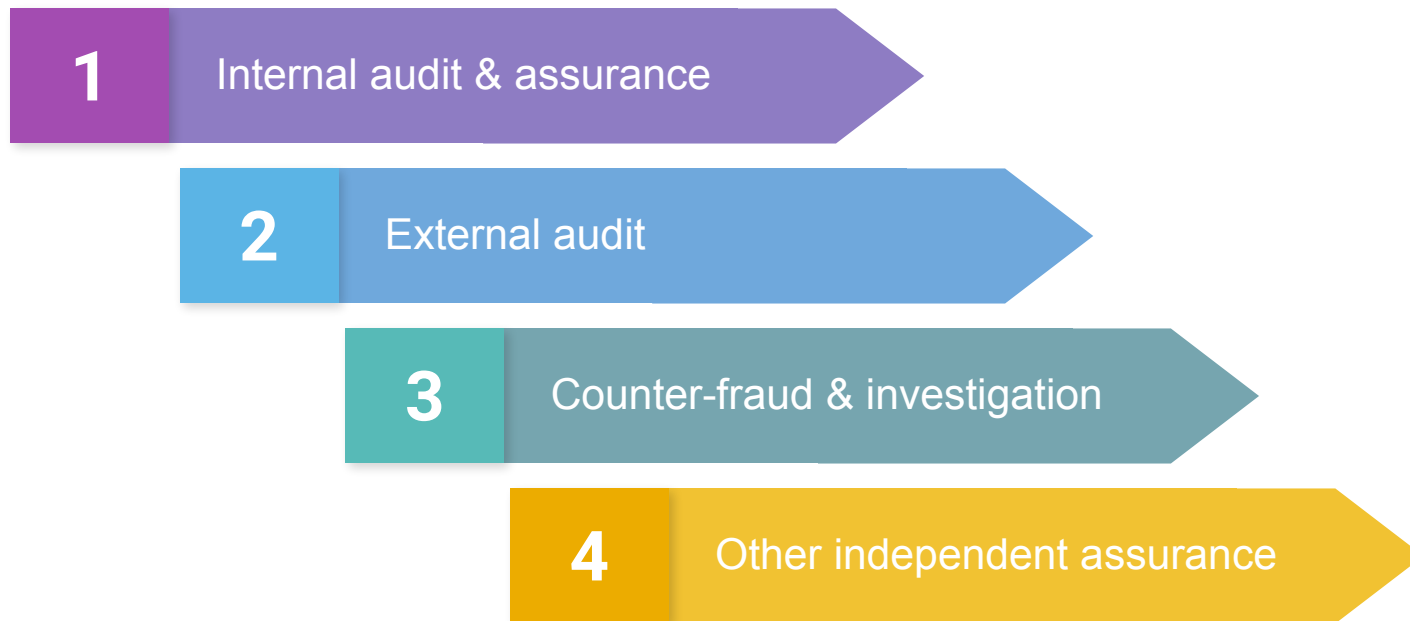 1 Internal audit & assurance
2 External audit
3 Counter-fraud & investigation
4 Other independent assurance